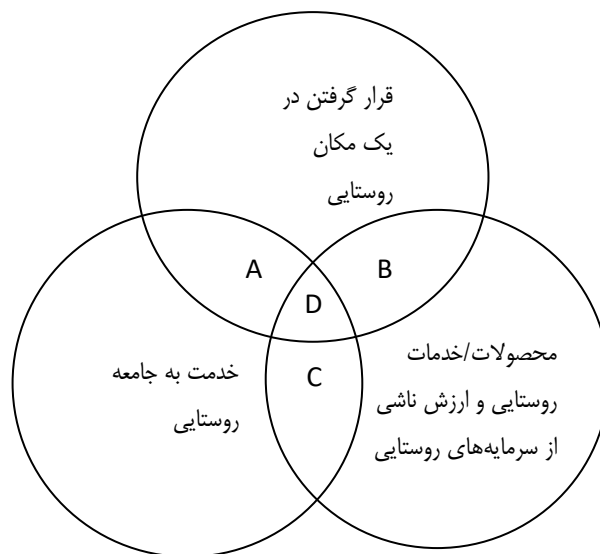 قرار گرفتن در
یک مکان
روستایی
A
B
D
C
محصولات/خدمات
روستایی و ارزش ناشی
از سرمایه‌های روستایی
خدمت به جامعه
روستایی